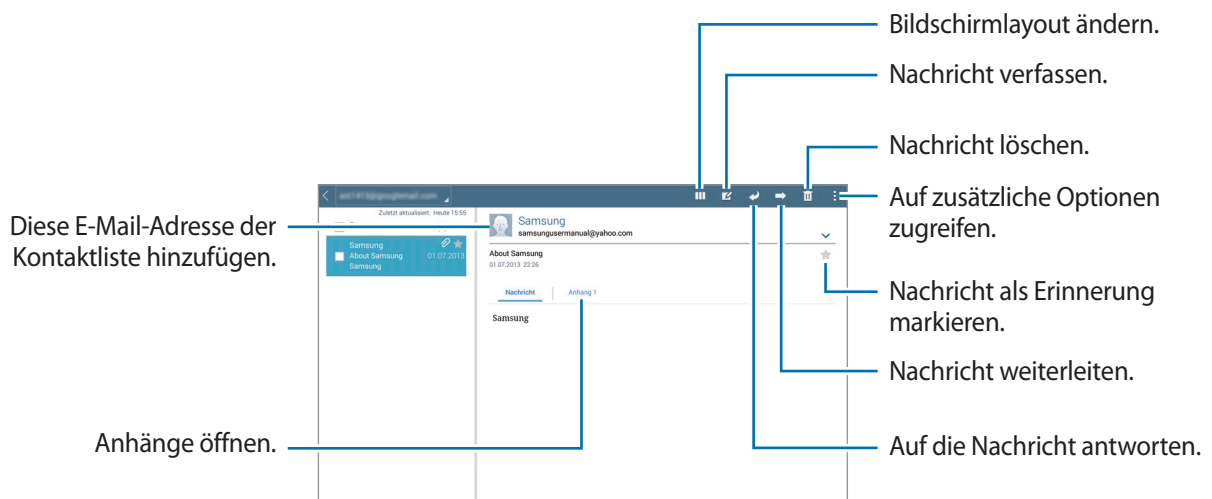 Bildschirmlayout ändern.
Nachricht verfassen.
Nachricht löschen.
Auf zusätzliche Optionen
zugreifen.
Zuletzt aktualisiert: Heute 15:55
Samsung
samsungusermanual@yahoo.com
Diese E-Mail-Adresse der
Kontaktliste hinzufügen.
Samsung
About Samsung 01.07.2013
Samsung
About Samsung
01.07.2013 22:26
Nachricht als Erinnerung
markieren.
Nachricht Anhang 1
Samsung
Nachricht weiterleiten.
Anhänge öffnen.
Auf die Nachricht antworten.